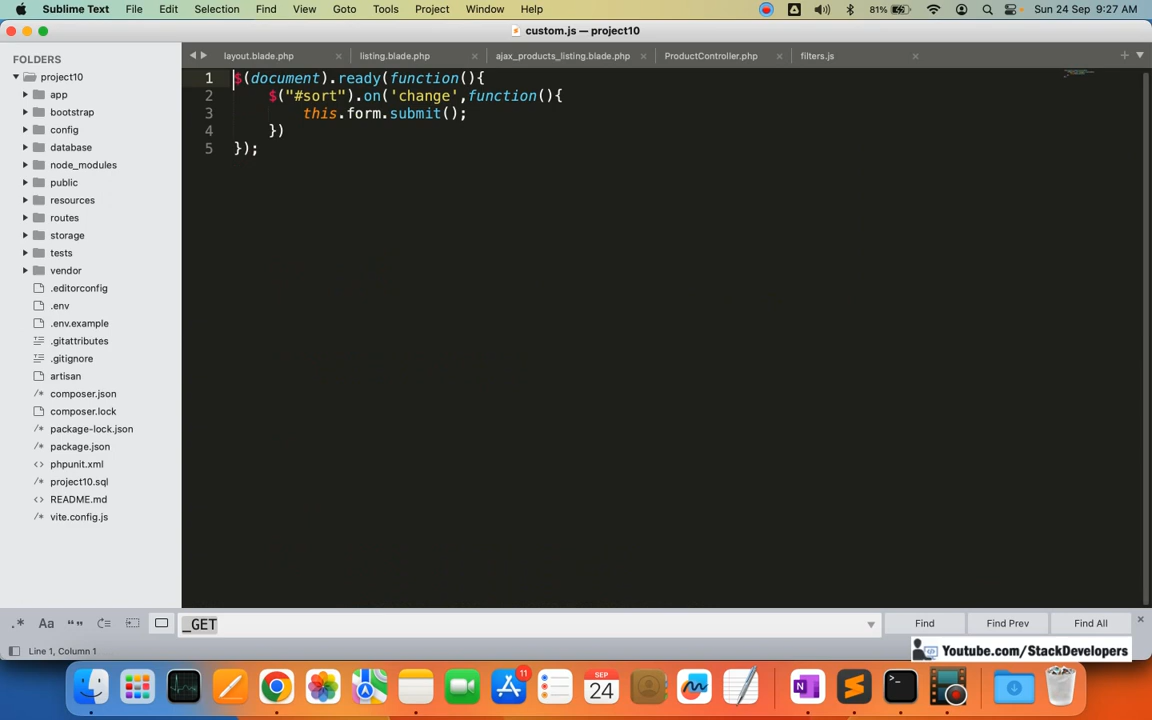 Sublime Text File Edit Selection Find View Goto Tools Project Window Help 81% Sun 24 Sep 9:27 AM
custom.js — project10
FOLDERS
project10
app
bootstrap
config
database
node_modules
public
resources
routes
storage
tests
vendor
.editorconfig
.env
.env.example
.gitattributes
.gitignore
artisan
composer.json
composer.lock
package-lock.json
package.json
phpunit.xml
project10.sql
README.md
vite.config.js
layout.blade.php listing.blade.php ajax_products_listing.blade.php ProductController.php filters.js
1 $(document).ready(function(){
2 $("#sort").on('change',function(){
3 this.form.submit();
4 })
5 });
.* Aa “” _GET Find Find Prev Find All
Line 1, Column 1
Youtube.com/StackDevelopers
11
SEP
24